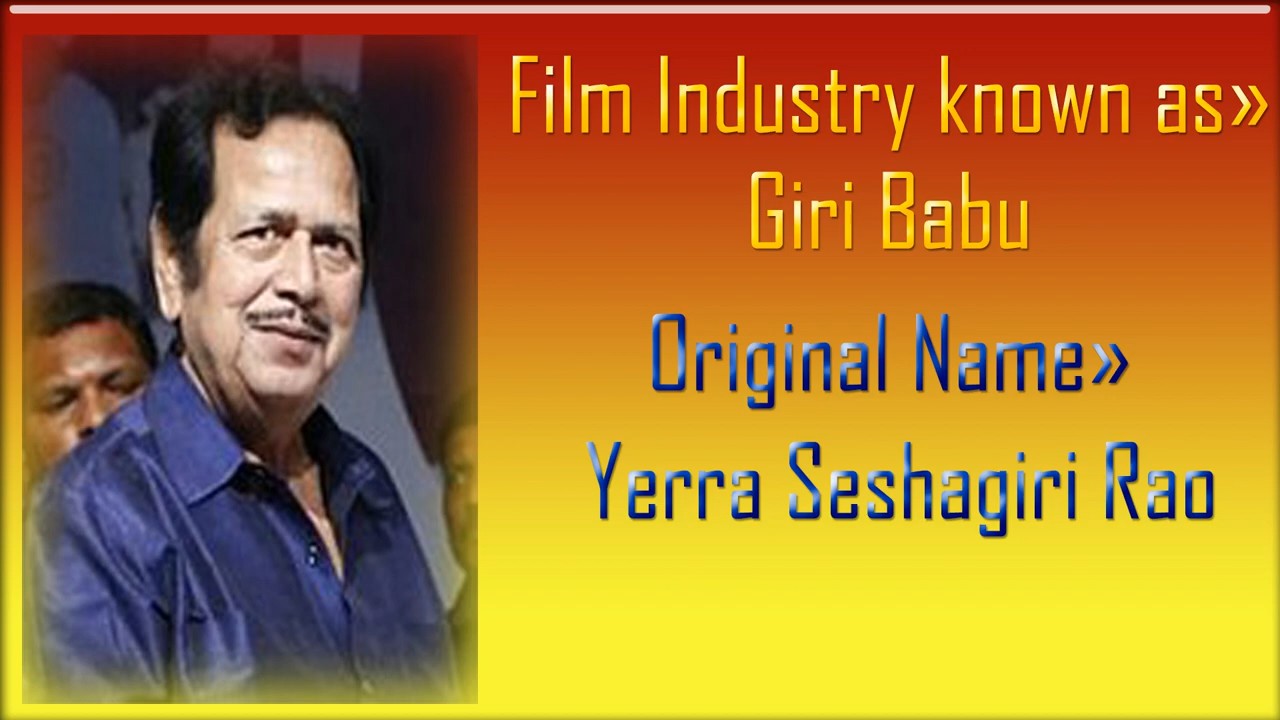 Film Industry known as»
Giri Babu
Original Name»
Yerra Seshagiri Rao